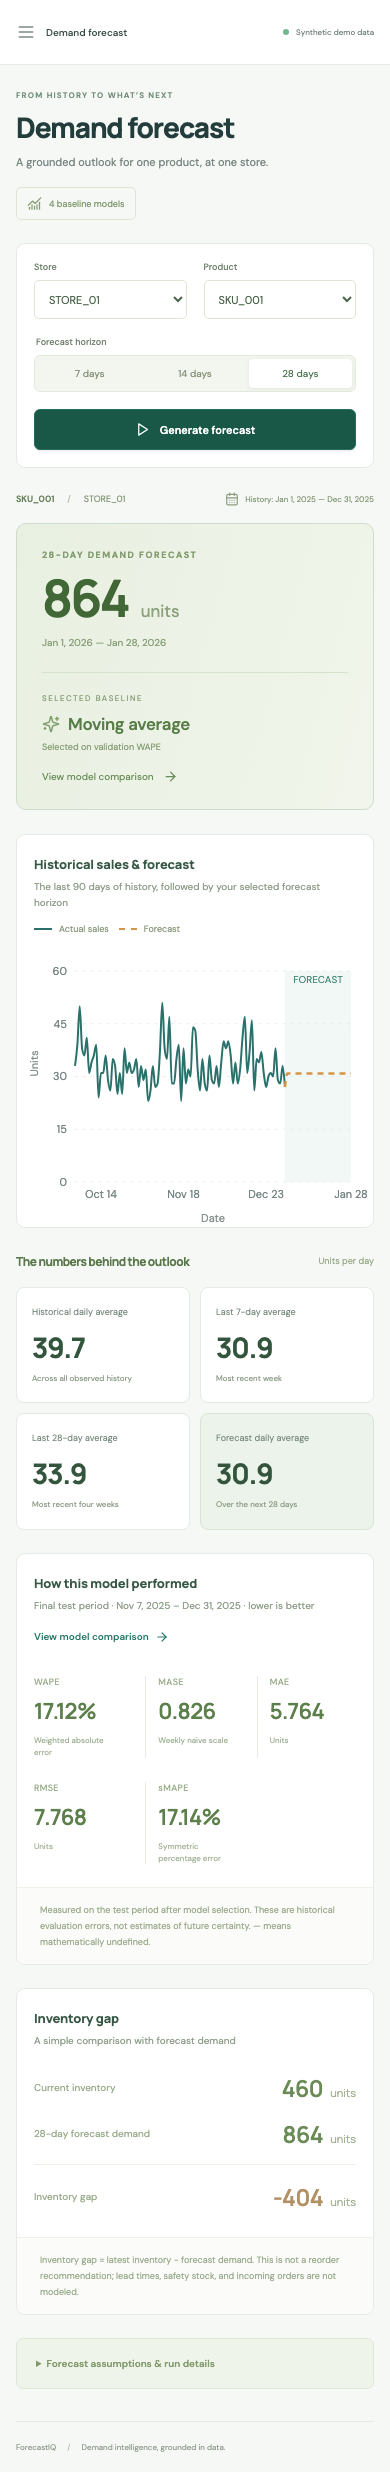 Demand forecast
Synthetic demo data
FROM HISTORY TO WHAT'S NEXT
Demand forecast
A grounded outlook for one product, at one store.
4 baseline models
Store
Product
STORE_01
SKU_001
Forecast horizon
7 days
14 days
28 days
Generate forecast
SKU_001 / STORE_01
History: Jan 1, 2025 — Dec 31, 2025
28-DAY DEMAND FORECAST
864 units
Jan 1, 2026 — Jan 28, 2026
SELECTED BASELINE
Moving average
Selected on validation WAPE
View model comparison
Historical sales & forecast
The last 90 days of history, followed by your selected forecast
horizon
Actual sales
Forecast
60
FORECAST
45
Units
30
15
0
Oct 14
Nov 18
Dec 23
Jan 28
Date
The numbers behind the outlook
Units per day
Historical daily average
39.7
Across all observed history
Last 7-day average
30.9
Most recent week
Last 28-day average
33.9
Most recent four weeks
Forecast daily average
30.9
Over the next 28 days
How this model performed
Final test period · Nov 7, 2025 – Dec 31, 2025 · lower is better
View model comparison
WAPE
17.12%
Weighted absolute
error
MASE
0.826
Weekly naive scale
MAE
5.764
Units
RMSE
7.768
Units
sMAPE
17.14%
Symmetric
percentage error
Measured on the test period after model selection. These are historical
evaluation errors, not estimates of future certainty. — means
mathematically undefined.
Inventory gap
A simple comparison with forecast demand
Current inventory
460 units
28-day forecast demand
864 units
Inventory gap
-404 units
Inventory gap = latest inventory − forecast demand. This is not a reorder
recommendation; lead times, safety stock, and incoming orders are not
modeled.
Forecast assumptions & run details
ForecastIQ / Demand intelligence, grounded in data.